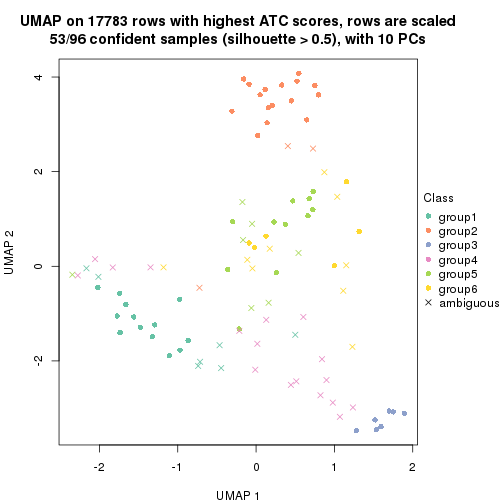 UMAP on 17783 rows with highest ATC scores, rows are scaled
53/96 confident samples (silhouette > 0.5), with 10 PCs
4
2
0
-2
UMAP 2
-2
-1
0
1
2
UMAP 1
Class
group1
group2
group3
group4
group5
group6
ambiguous